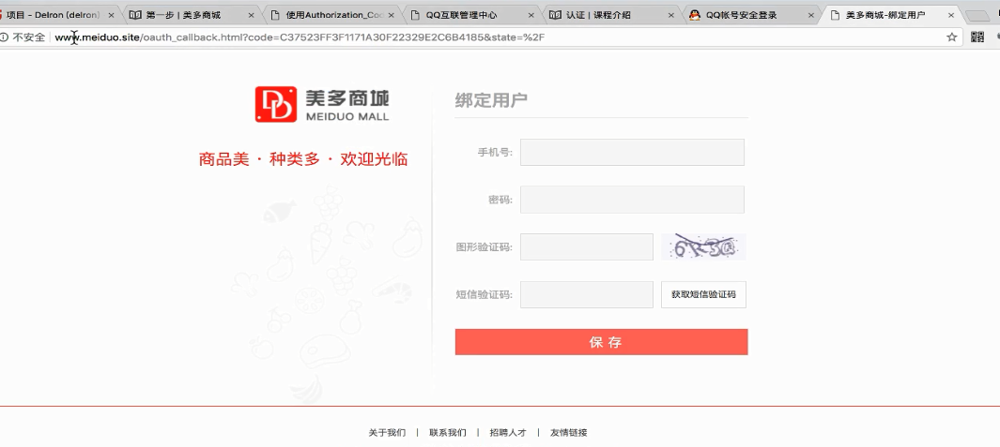 项目 - Delron (delron)
第一步 | 美多商城
使用Authorization_Co
QQ互联管理中心
认证 | 课程介绍
QQ帐号安全登录
美多商城-绑定用户
不安全 www.meiduo.site/oauth_callback.html?code=C37523FF3F1171A30F22329E2C6B4185&state=%2F
美多商城
MEIDUO MALL
商品美 · 种类多 · 欢迎光临
绑定用户
手机号:
密码:
图形验证码:
短信验证码: 获取短信验证码
保 存
关于我们 | 联系我们 | 招聘人才 | 友情链接